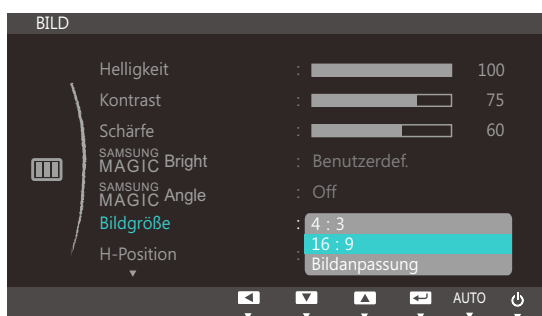 BILD
Helligkeit : 100
Kontrast : 75
Schärfe : 60
SAMSUNG MAGIC Bright : Benutzerdef.
SAMSUNG MAGIC Angle : Off
Bildgröße : 4 : 3
16 : 9
H-Position :
Bildanpassung
AUTO